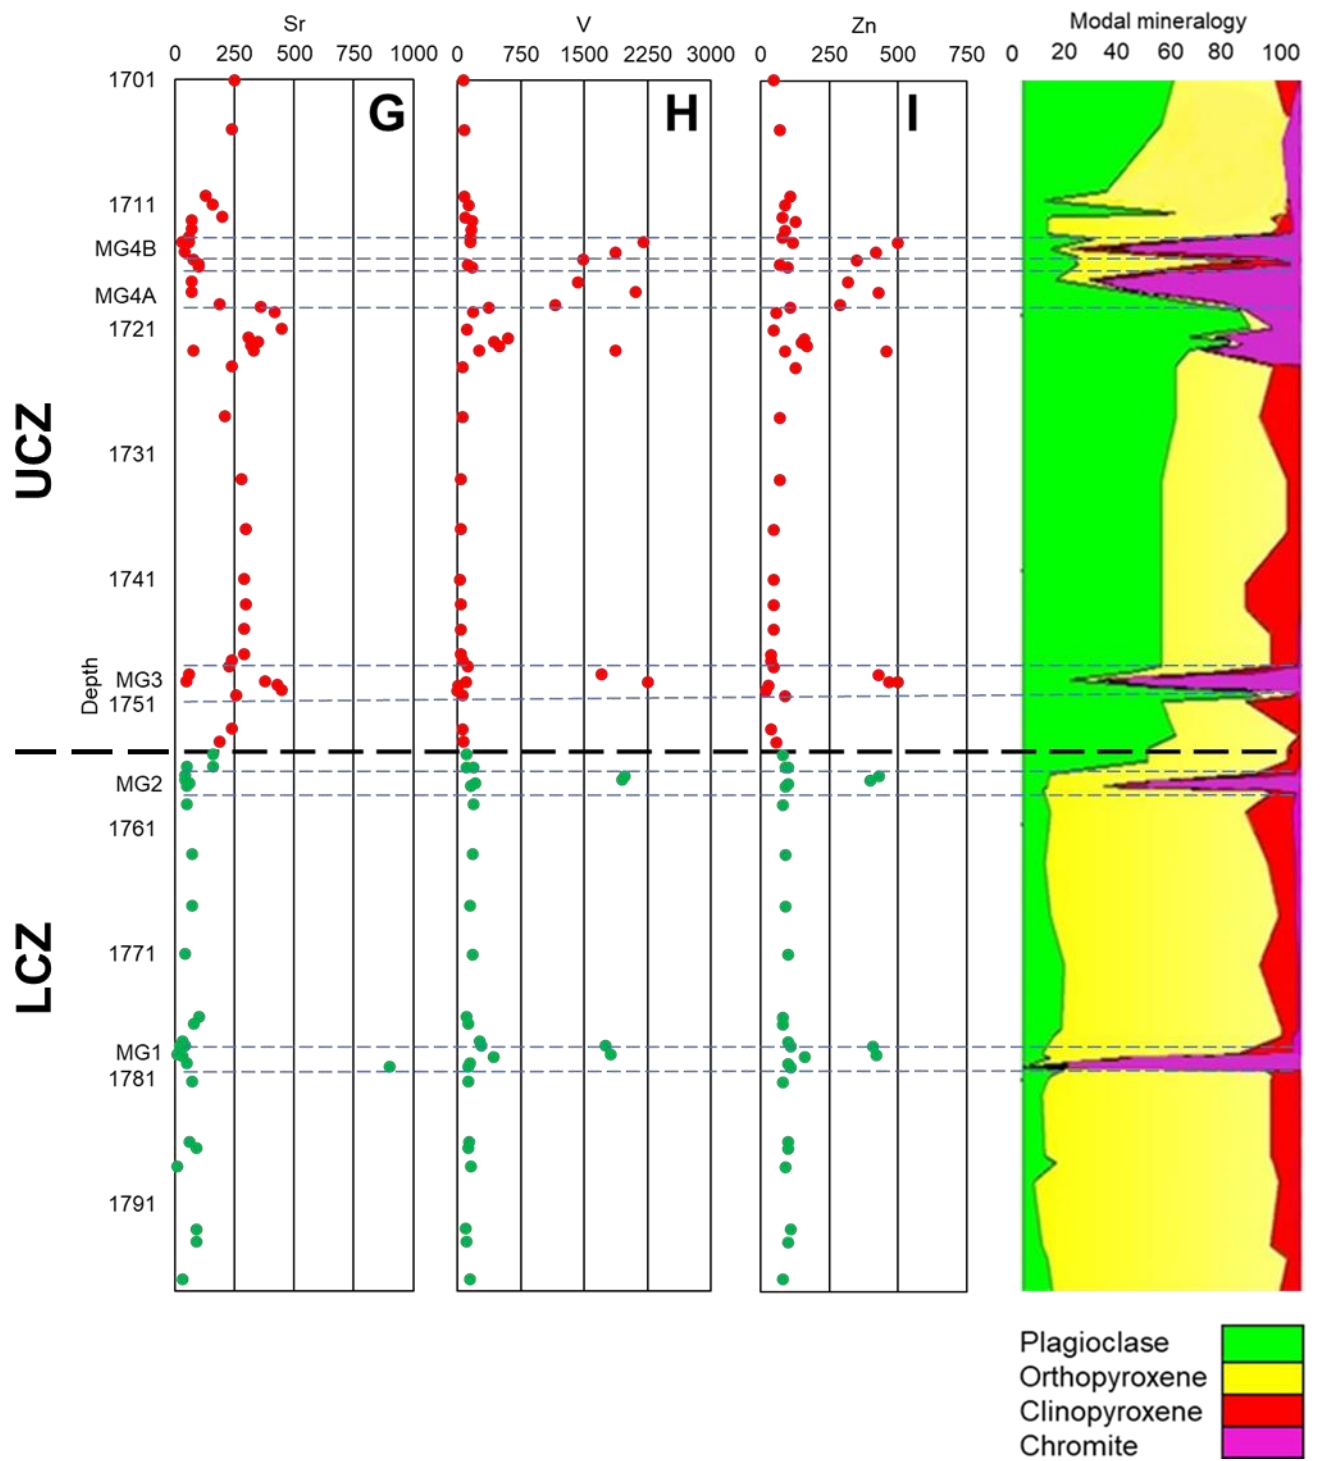 Sr V Zn Modal mineralogy
0 250 500 750 1000 0 750 1500 2250 3000 0 250 500 750 0 20 40 60 80 100
1701
G H I
1711
MG4B
MG4A
1721
UCZ
1731
1741
Depth
MG3
1751
MG2
1761
LCZ
1771
MG1
1781
1791
Plagioclase
Orthopyroxene
Clinopyroxene
Chromite